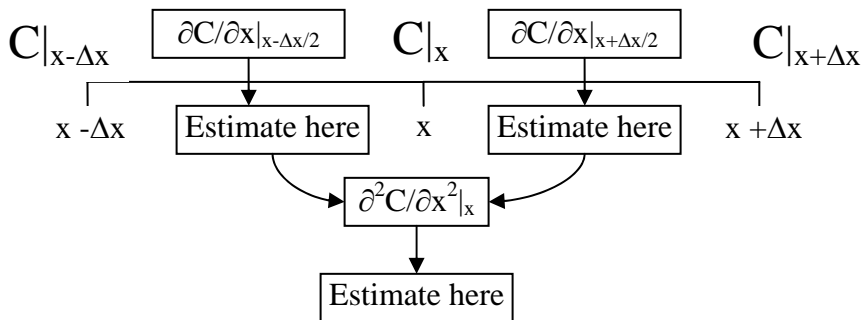 C|x-Δx ∂C/∂x|x-Δx/2 C|x ∂C/∂x|x+Δx/2 C|x+Δx
x -Δx Estimate here x Estimate here x +Δx
∂²C/∂x²|x
Estimate here